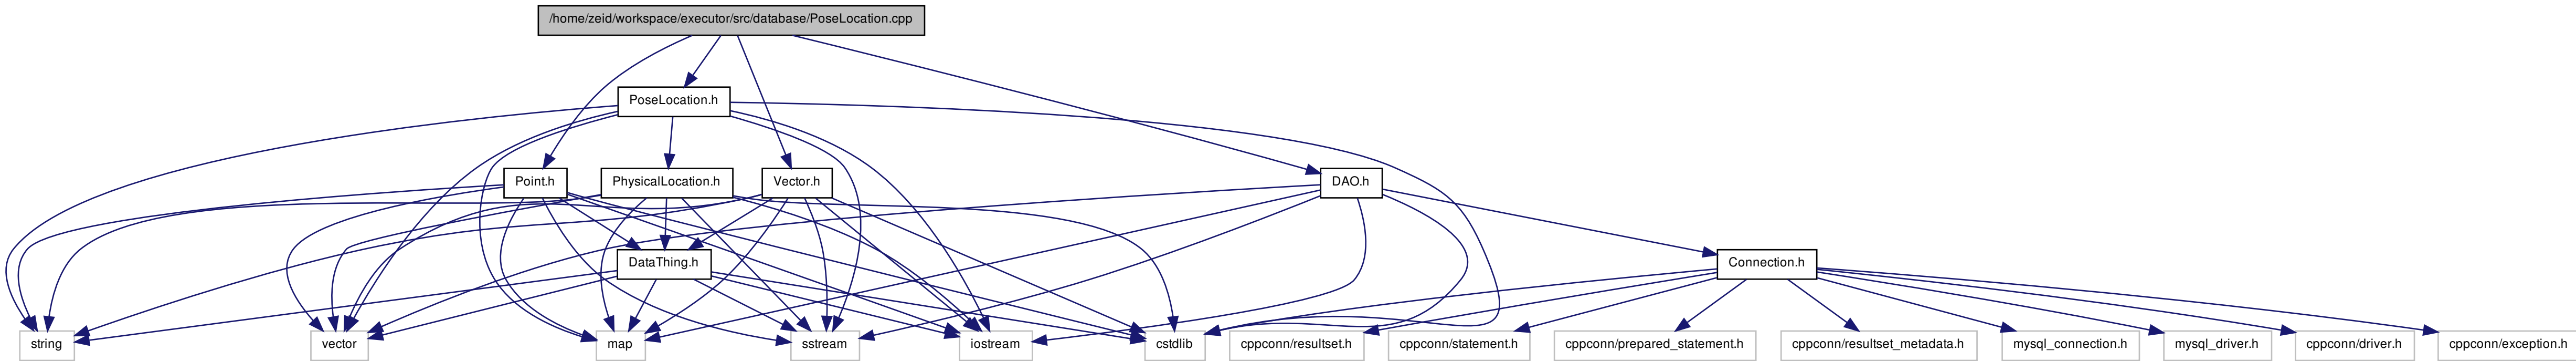 /home/zeid/workspace/executor/src/database/PoseLocation.cpp
PoseLocation.h
Point.h
PhysicalLocation.h
Vector.h
DAO.h
DataThing.h
Connection.h
string
vector
map
sstream
iostream
cstdlib
cppconn/resultset.h
cppconn/statement.h
cppconn/prepared_statement.h
cppconn/resultset_metadata.h
mysql_connection.h
mysql_driver.h
cppconn/driver.h
cppconn/exception.h